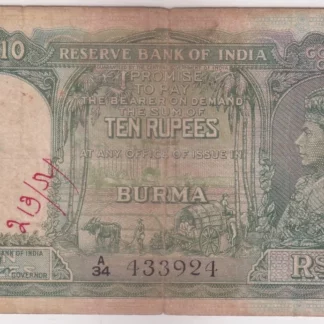 10 RESERVE BANK OF INDIA
I PROMISE
TO PAY
THE BEARER ON DEMAND
THE SUM OF
TEN RUPEES
AT ANY OFFICE OF ISSUE IN
BURMA
A/34 433924
BANK OF INDIA
GOVERNOR
RS